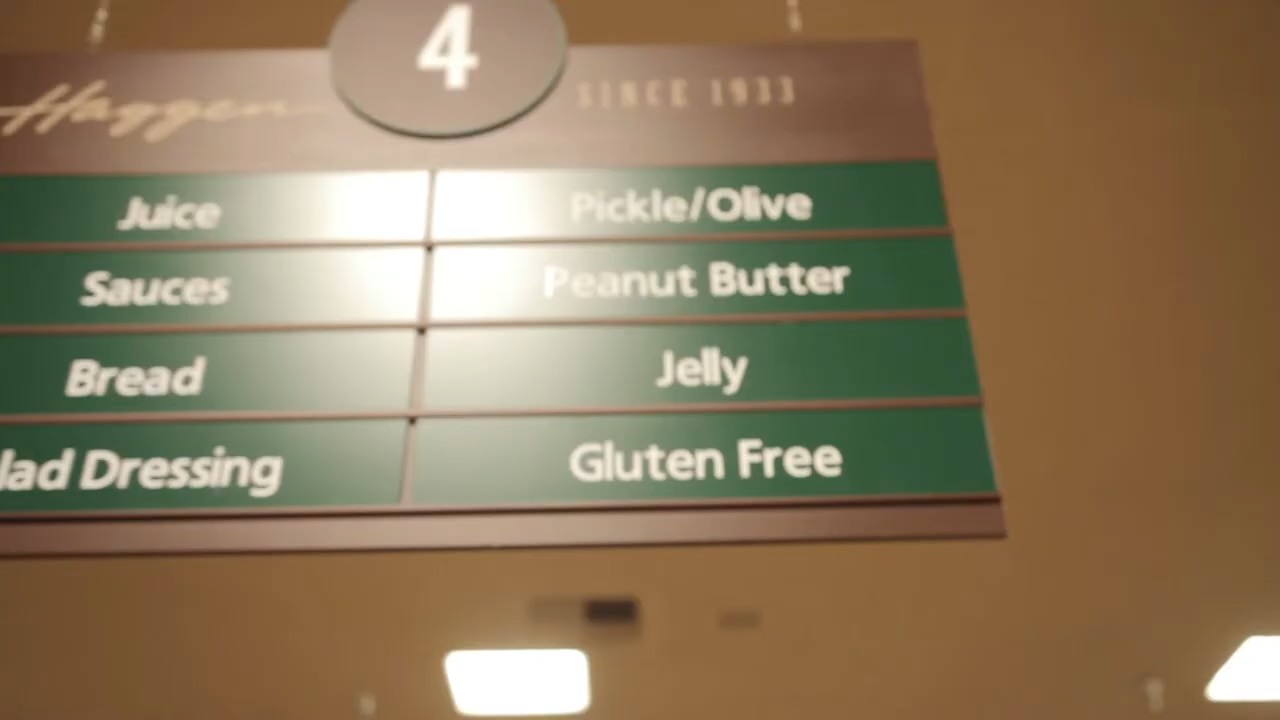 4
Haggen SINCE 1933
Juice Pickle/Olive
Sauces Peanut Butter
Bread Jelly
lad Dressing Gluten Free